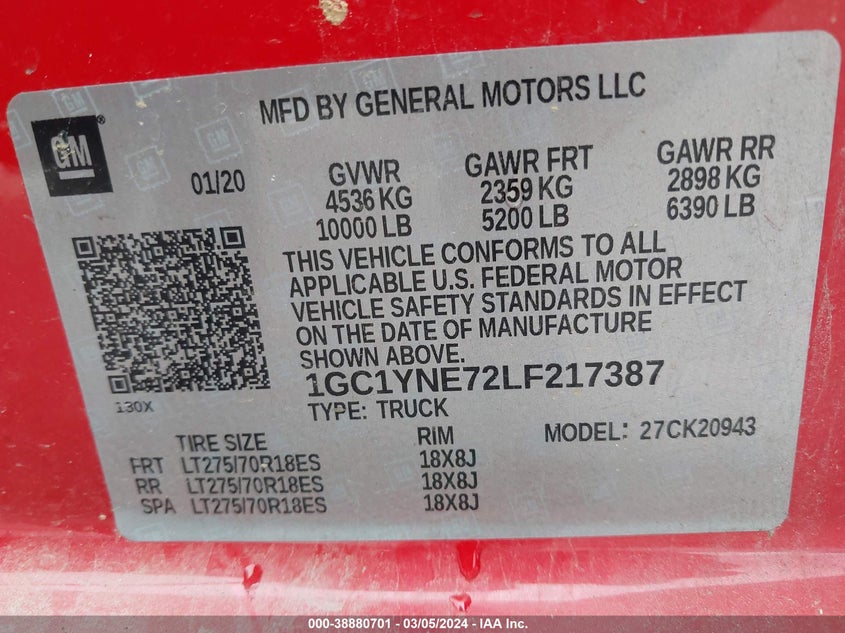 MFD BY GENERAL MOTORS LLC
GM
01/20
GVWR
4536 KG
10000 LB
GAWR FRT
2359 KG
5200 LB
GAWR RR
2898 KG
6390 LB
THIS VEHICLE CONFORMS TO ALL
APPLICABLE U.S. FEDERAL MOTOR
VEHICLE SAFETY STANDARDS IN EFFECT
ON THE DATE OF MANUFACTURE
SHOWN ABOVE.
1GC1YNE72LF217387
130X
TYPE: TRUCK
MODEL: 27CK20943
TIRE SIZE RIM
FRT LT275/70R18ES 18X8J
RR LT275/70R18ES 18X8J
SPA LT275/70R18ES 18X8J
000-38880701 — 03/05/2024 — IAA Inc.